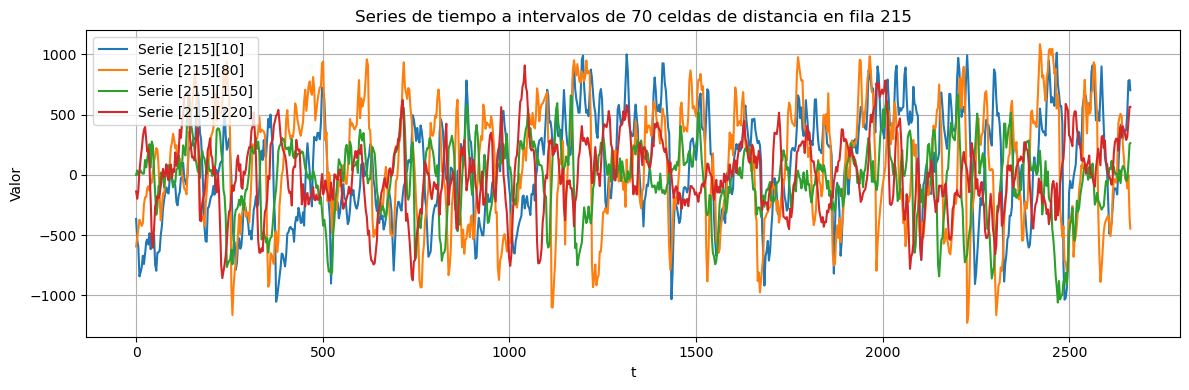 Series de tiempo a intervalos de 70 celdas de distancia en fila 215
Serie [215][10]
Serie [215][80]
Serie [215][150]
Serie [215][220]
1000
500
0
−500
−1000
Valor
0 500 1000 1500 2000 2500
t